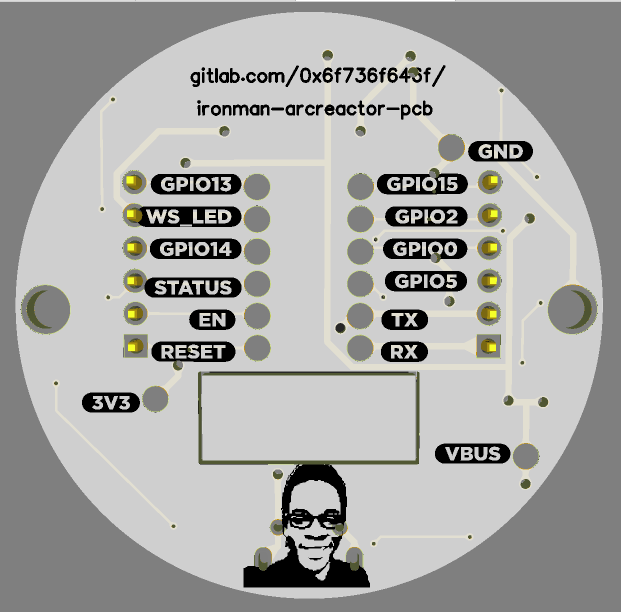 gitlab.com/0x6f736f646f/
ironman-arcreactor-pcb
GND
GPIO13 GPIO15
WS_LED GPIO2
GPIO14 GPIO0
STATUS GPIO5
EN TX
RESET RX
3V3
VBUS